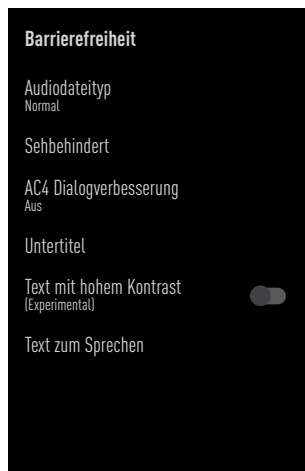 Barrierefreiheit
Audiodateityp
Normal
Sehbehindert
AC4 Dialogverbesserung
Aus
Untertitel
Text mit hohem Kontrast
(Experimental)
Text zum Sprechen